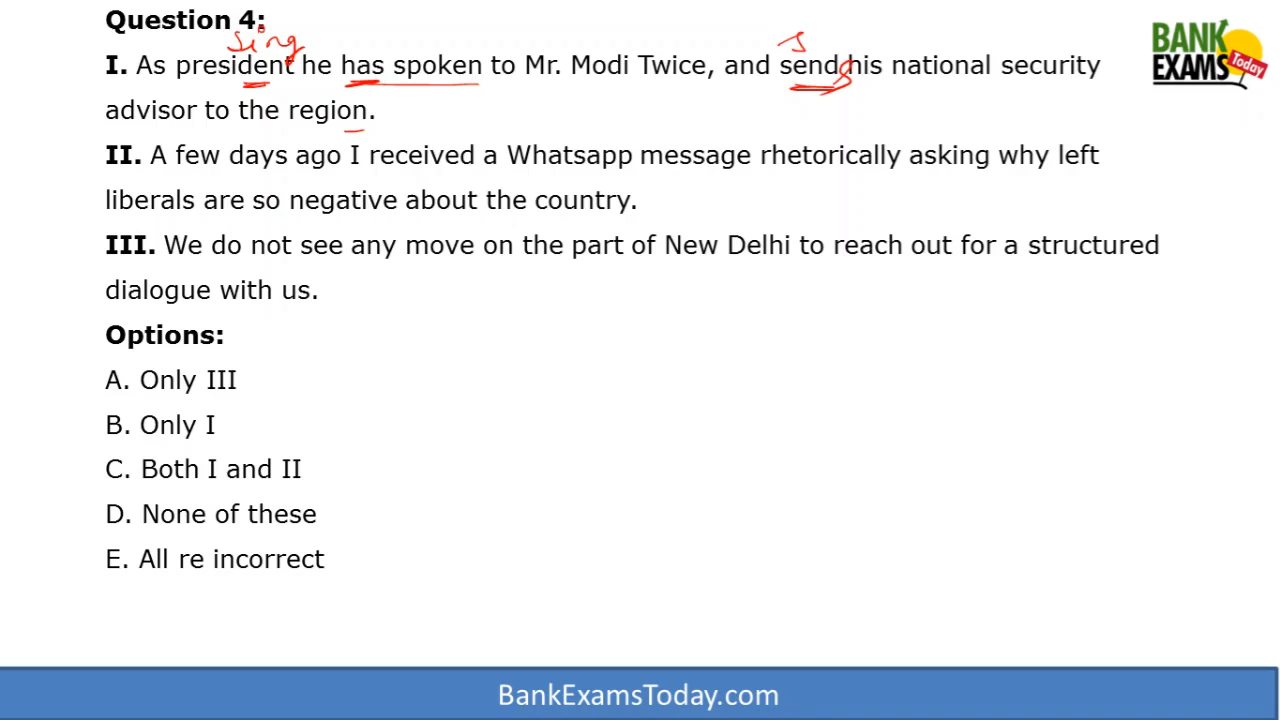 Question 4:
sing
s
I. As president he has spoken to Mr. Modi Twice, and send his national security
s
advisor to the region.
II. A few days ago I received a Whatsapp message rhetorically asking why left
liberals are so negative about the country.
III. We do not see any move on the part of New Delhi to reach out for a structured
dialogue with us.
Options:
A. Only III
B. Only I
C. Both I and II
D. None of these
E. All re incorrect
BANK
EXAMS
Today
BankExamsToday.com